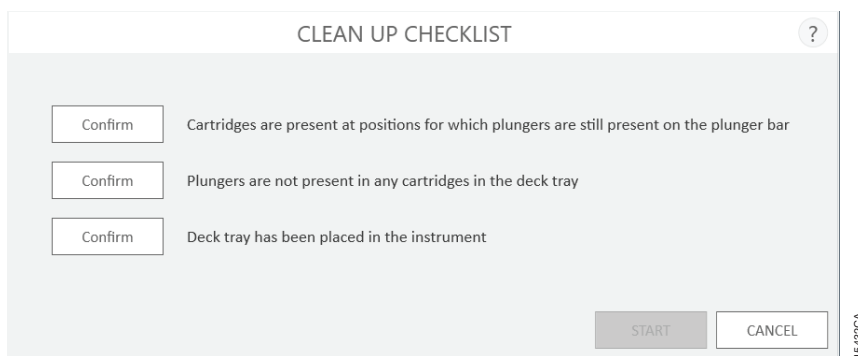 CLEAN UP CHECKLIST ?
Confirm Cartridges are present at positions for which plungers are still present on the plunger bar
Confirm Plungers are not present in any cartridges in the deck tray
Confirm Deck tray has been placed in the instrument
START CANCEL